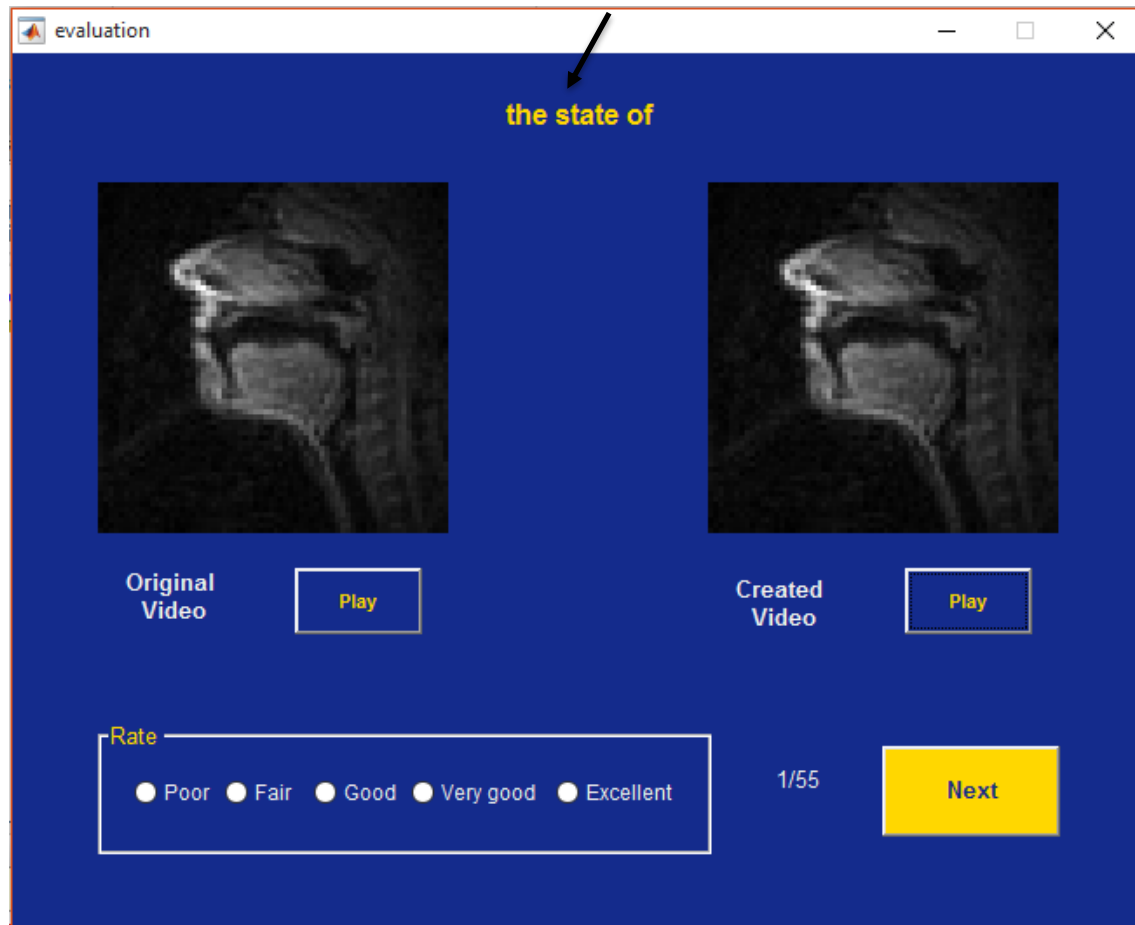 evaluation
the state of
Original
Video
Play
Created
Video
Play
Rate
Poor Fair Good Very good Excellent
1/55
Next